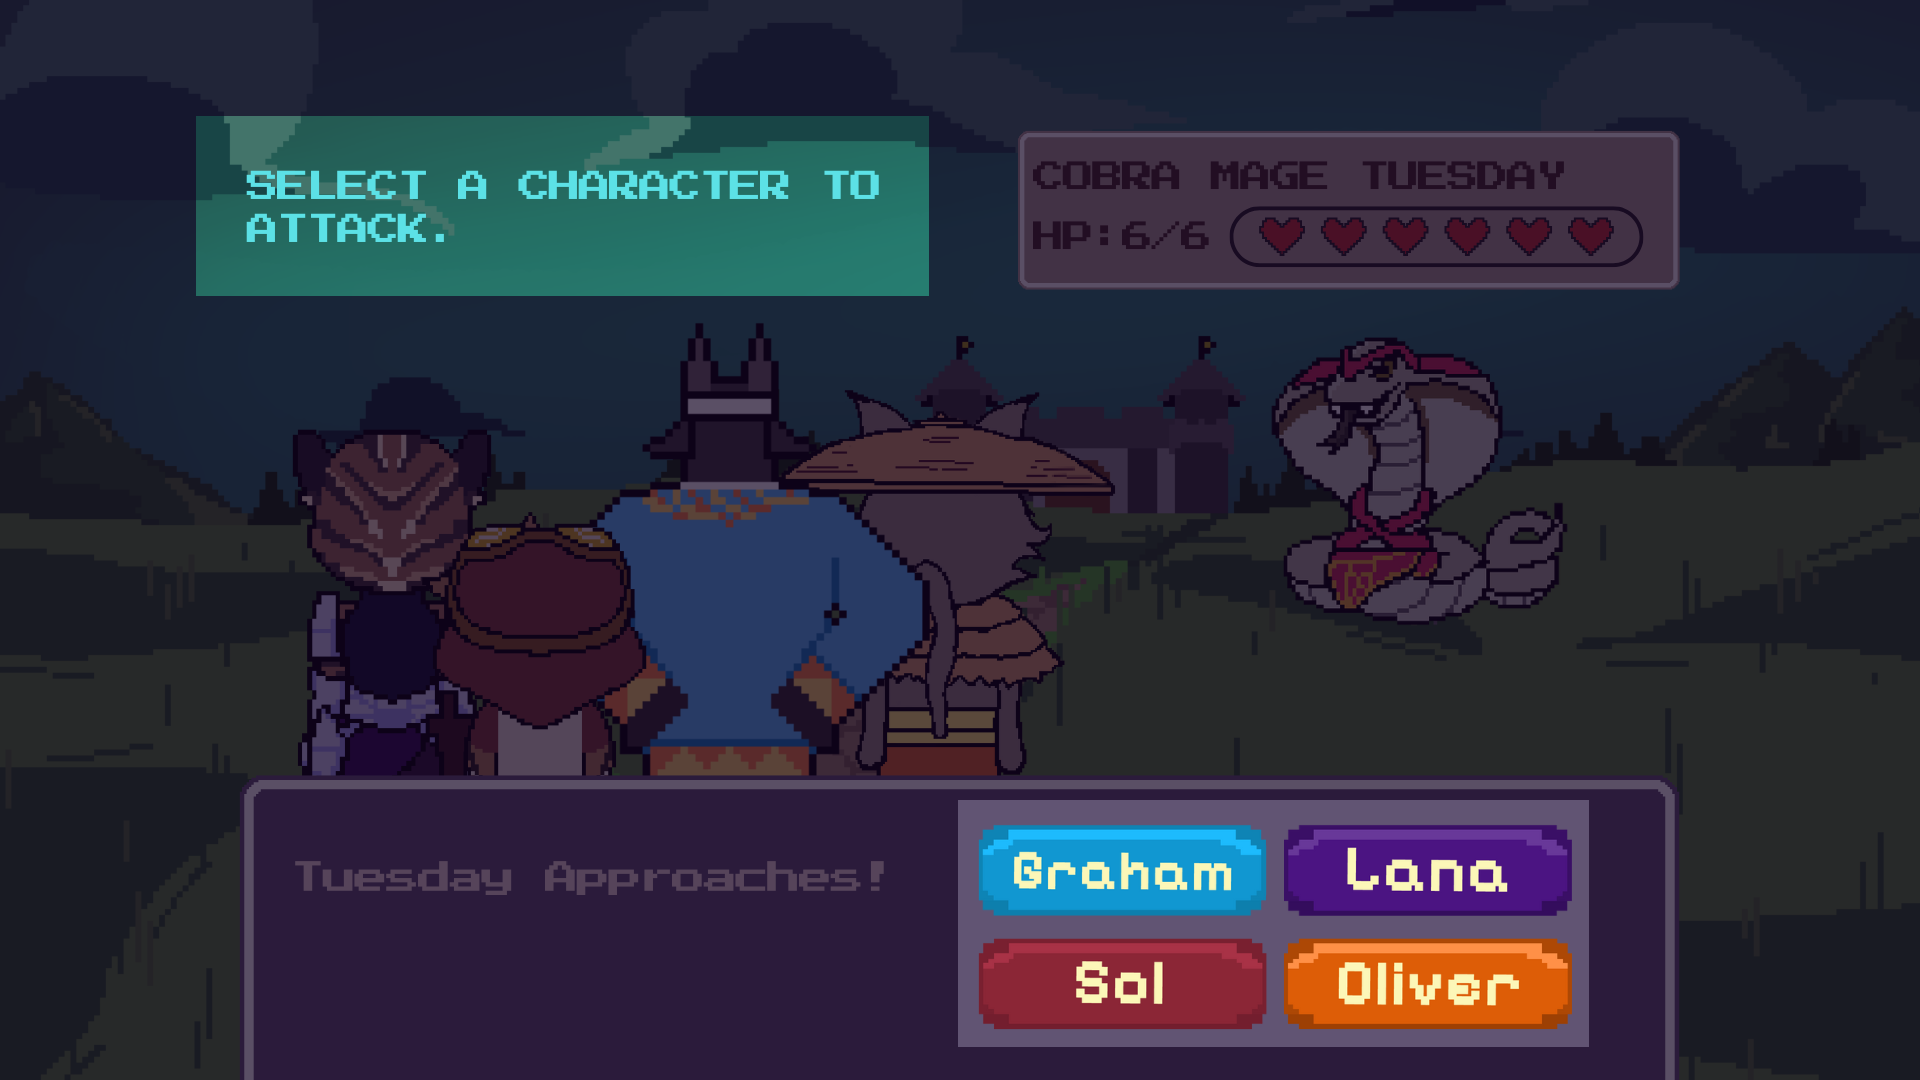 SELECT A CHARACTER TO
ATTACK.
COBRA MAGE TUESDAY
HP:6/6
Tuesday Approaches!
Graham
Lana
Sol
Oliver